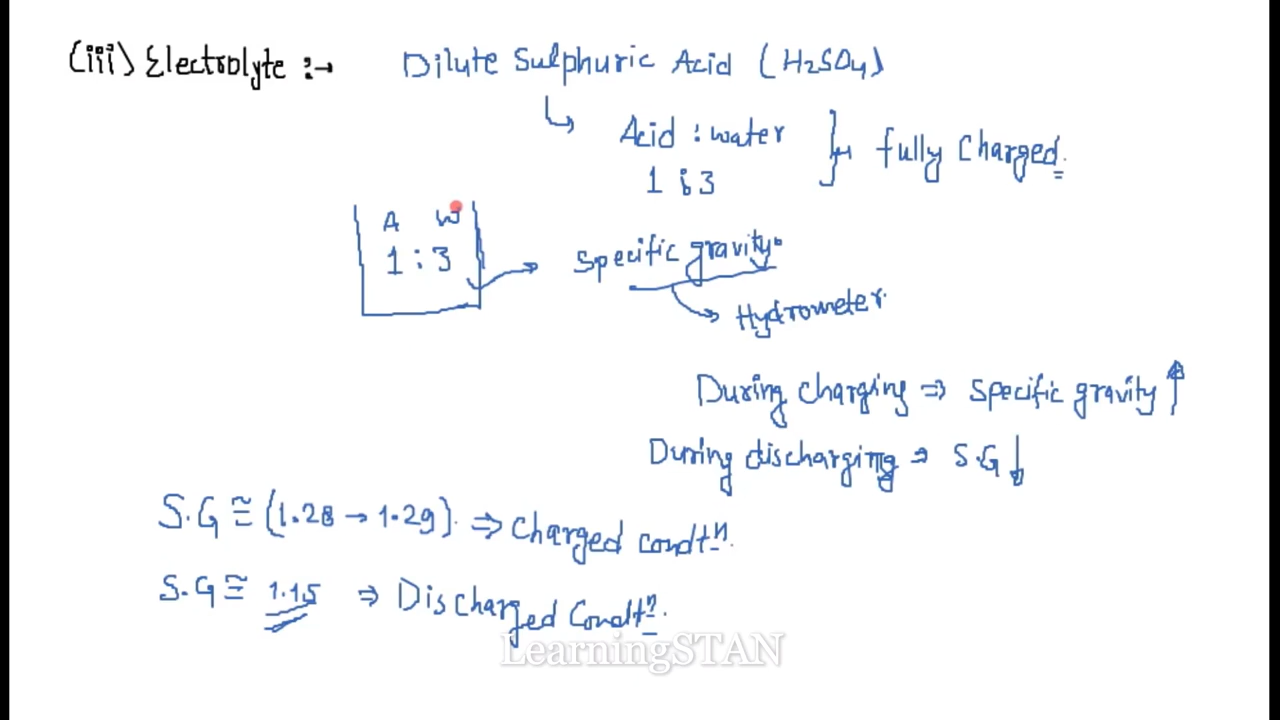 (iii) Electrolyte :→ Dilute Sulphuric Acid (H2SO4)
↳ Acid : water } fully Charged.
1 : 3
A W
1 : 3 → Specific gravity.
→ Hydrometer.
During charging ⇒ Specific gravity ↑
During discharging ⇒ S.G ↓
S.G ≅ (1.28 → 1.29). ⇒ Charged condtn.
S.G ≅ 1.15 ⇒ Discharged Condtn.
LearningSTAN